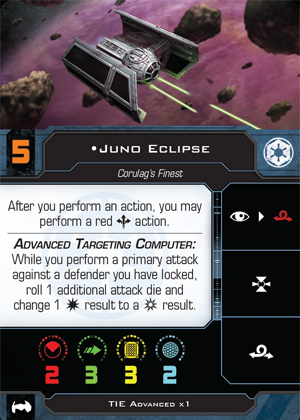 5
•Juno Eclipse
Corulag's Finest
After you perform an action, you may
perform a red action.
Advanced Targeting Computer:
While you perform a primary attack
against a defender you have locked,
roll 1 additional attack die and
change 1 result to a result.
2 3 3 2
TIE Advanced x1